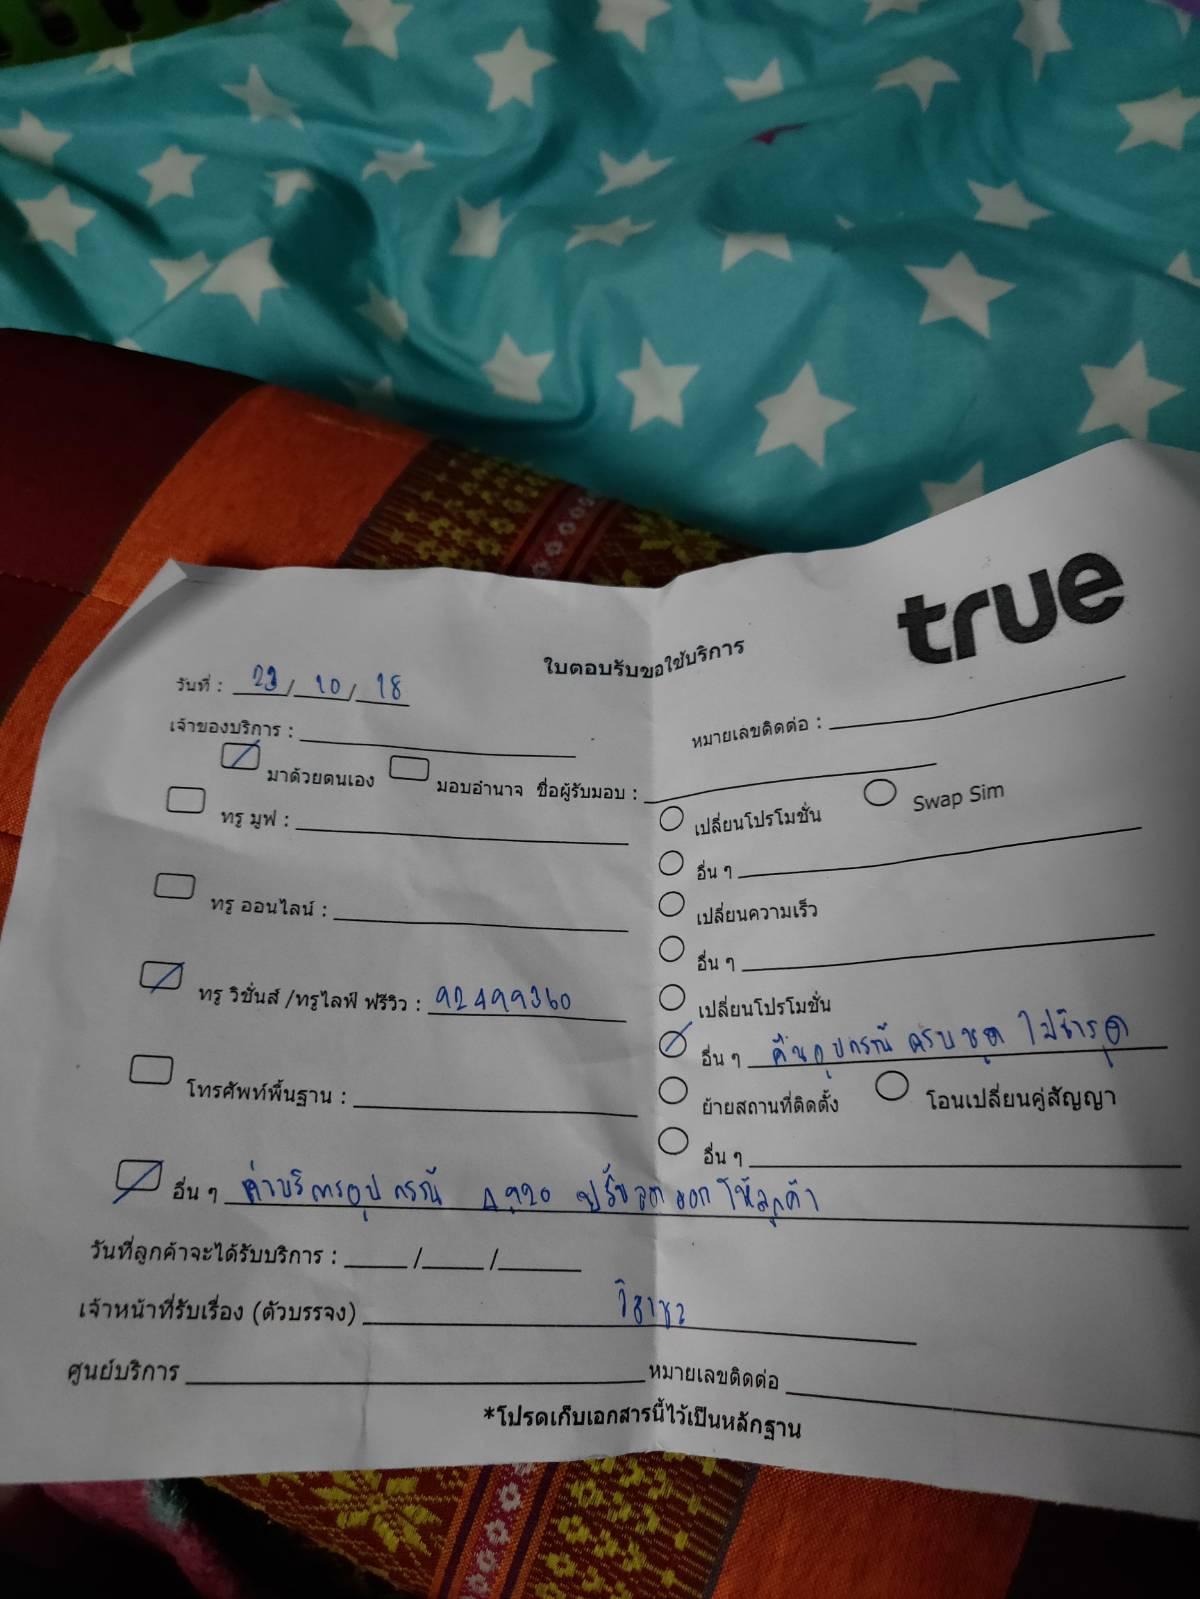 true
ใบตอบรับขอใช้บริการ
วันที่ : 23/10/18
เจ้าของบริการ : หมายเลขติดต่อ :
มาด้วยตนเอง มอบอำนาจ ชื่อผู้รับมอบ :
ทรู มูฟ : เปลี่ยนโปรโมชั่น Swap Sim
อื่น ๆ
ทรู ออนไลน์ : เปลี่ยนความเร็ว
อื่น ๆ
ทรู วิชั่นส์ /ทรูไลฟ์ ฟรีวิว : 92499360 เปลี่ยนโปรโมชั่น
อื่น ๆ คืนอุปกรณ์ ครบชุด ไม่ชำรุด
โทรศัพท์พื้นฐาน : ย้ายสถานที่ติดตั้ง โอนเปลี่ยนคู่สัญญา
อื่น ๆ
อื่น ๆ ค่าบริการอุปกรณ์ ปรับลดยอดออกให้ลูกค้า
วันที่ลูกค้าจะได้รับบริการ : / /
เจ้าหน้าที่รับเรื่อง (ตัวบรรจง)
ศูนย์บริการ หมายเลขติดต่อ
*โปรดเก็บเอกสารนี้ไว้เป็นหลักฐาน